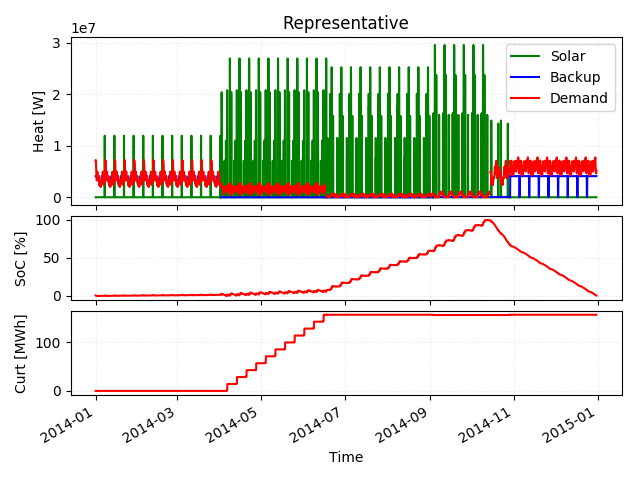 Representative
1e7
Heat [W]
3
2
1
0
Solar
Backup
Demand
SoC [%]
100
50
0
Curt [MWh]
100
0
2014-01
2014-03
2014-05
2014-07
2014-09
2014-11
2015-01
Time